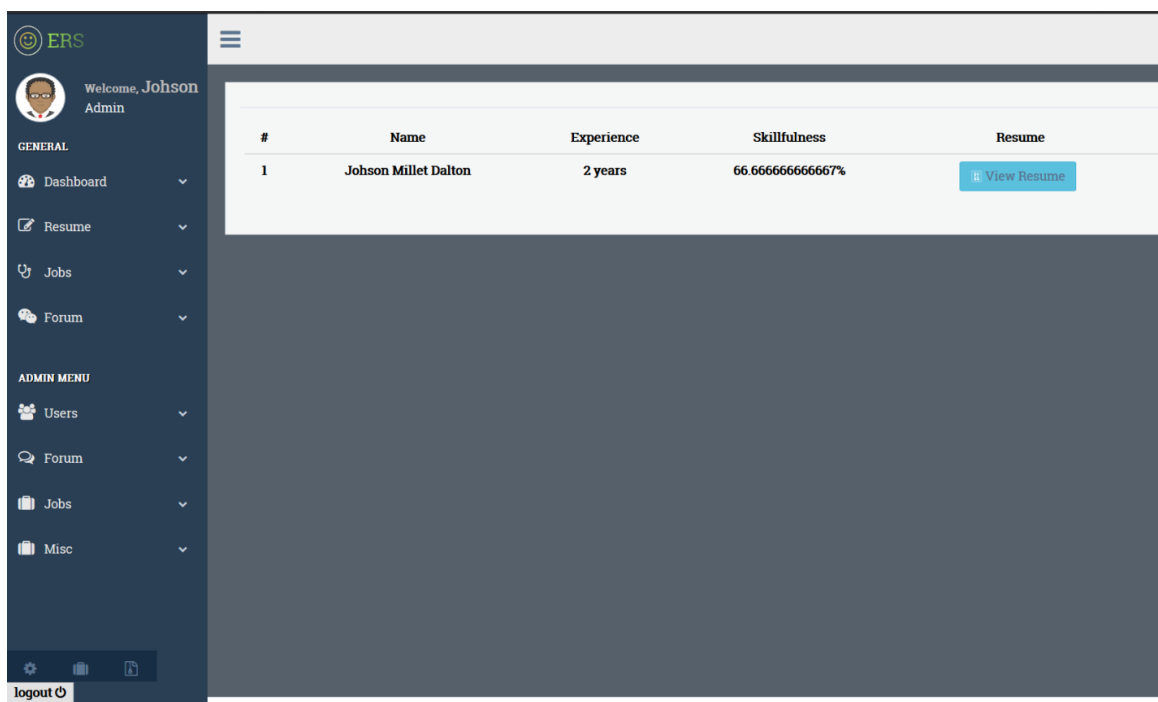 ERS
Welcome, Johson
Admin
GENERAL
Dashboard
Resume
Jobs
Forum
ADMIN MENU
Users
Forum
Jobs
Misc
logout
# Name Experience Skillfulness Resume
1 Johson Millet Dalton 2 years 66.666666666667% View Resume